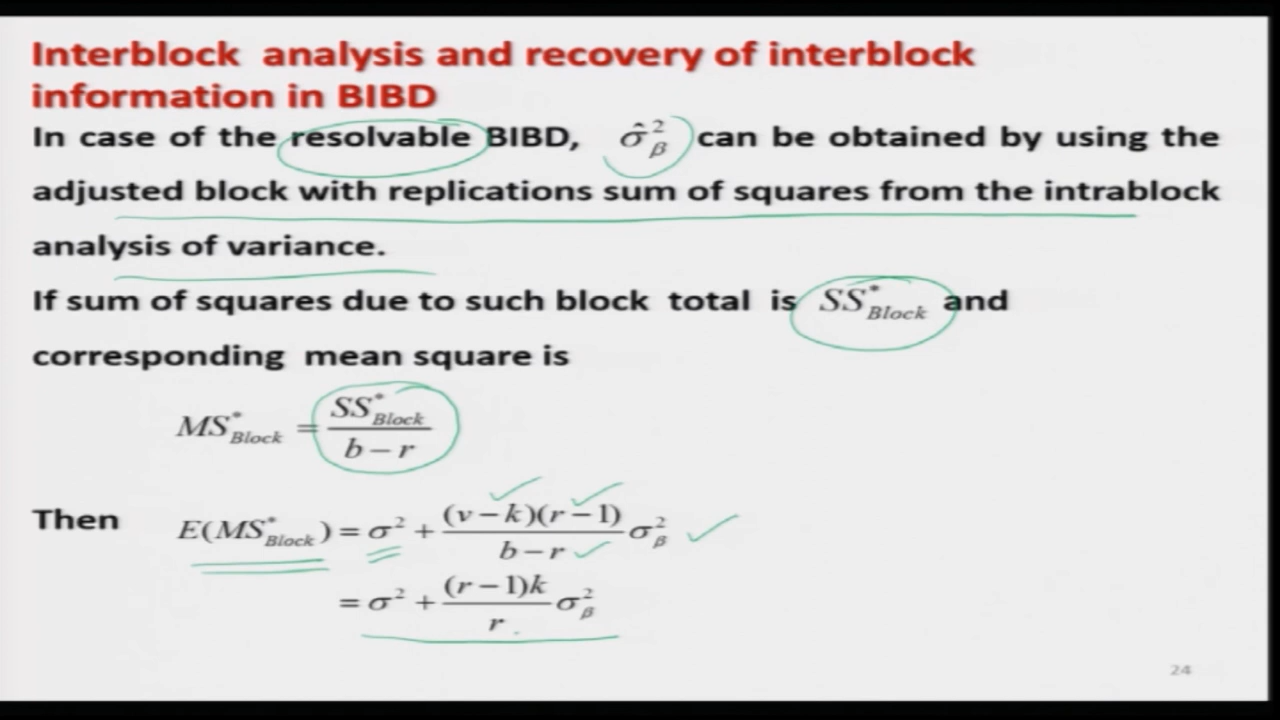 Interblock analysis and recovery of interblock
information in BIBD
In case of the resolvable BIBD, σ̂²_β can be obtained by using the
adjusted block with replications sum of squares from the intrablock
analysis of variance.
If sum of squares due to such block total is SS*_Block and
corresponding mean square is
MS*_Block = SS*_Block / (b − r)
Then E(MS*_Block) = σ² + (v − k)(r − 1) / (b − r) σ²_β
= σ² + (r − 1)k / r σ²_β
24